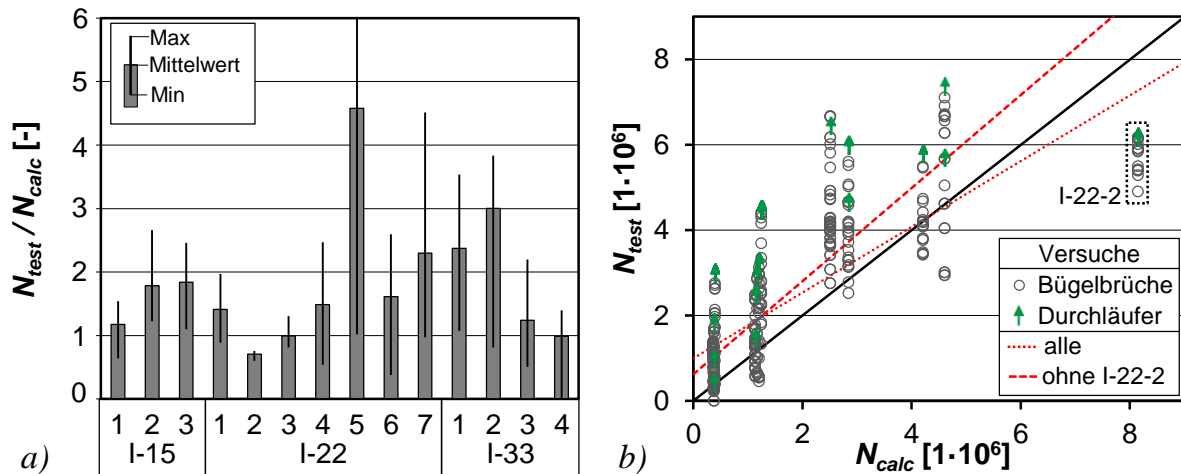 6
5
4
3
2
1
0
N_test / N_calc [-]
Max
Mittelwert
Min
1 2 3 1 2 3 4 5 6 7 1 2 3 4
I-15 I-22 I-33
a)
8
6
4
2
0
N_test [1·10⁶]
I-22-2
Versuche
Bügelbrüche
Durchläufer
alle
ohne I-22-2
0 2 4 6 8
N_calc [1·10⁶]
b)